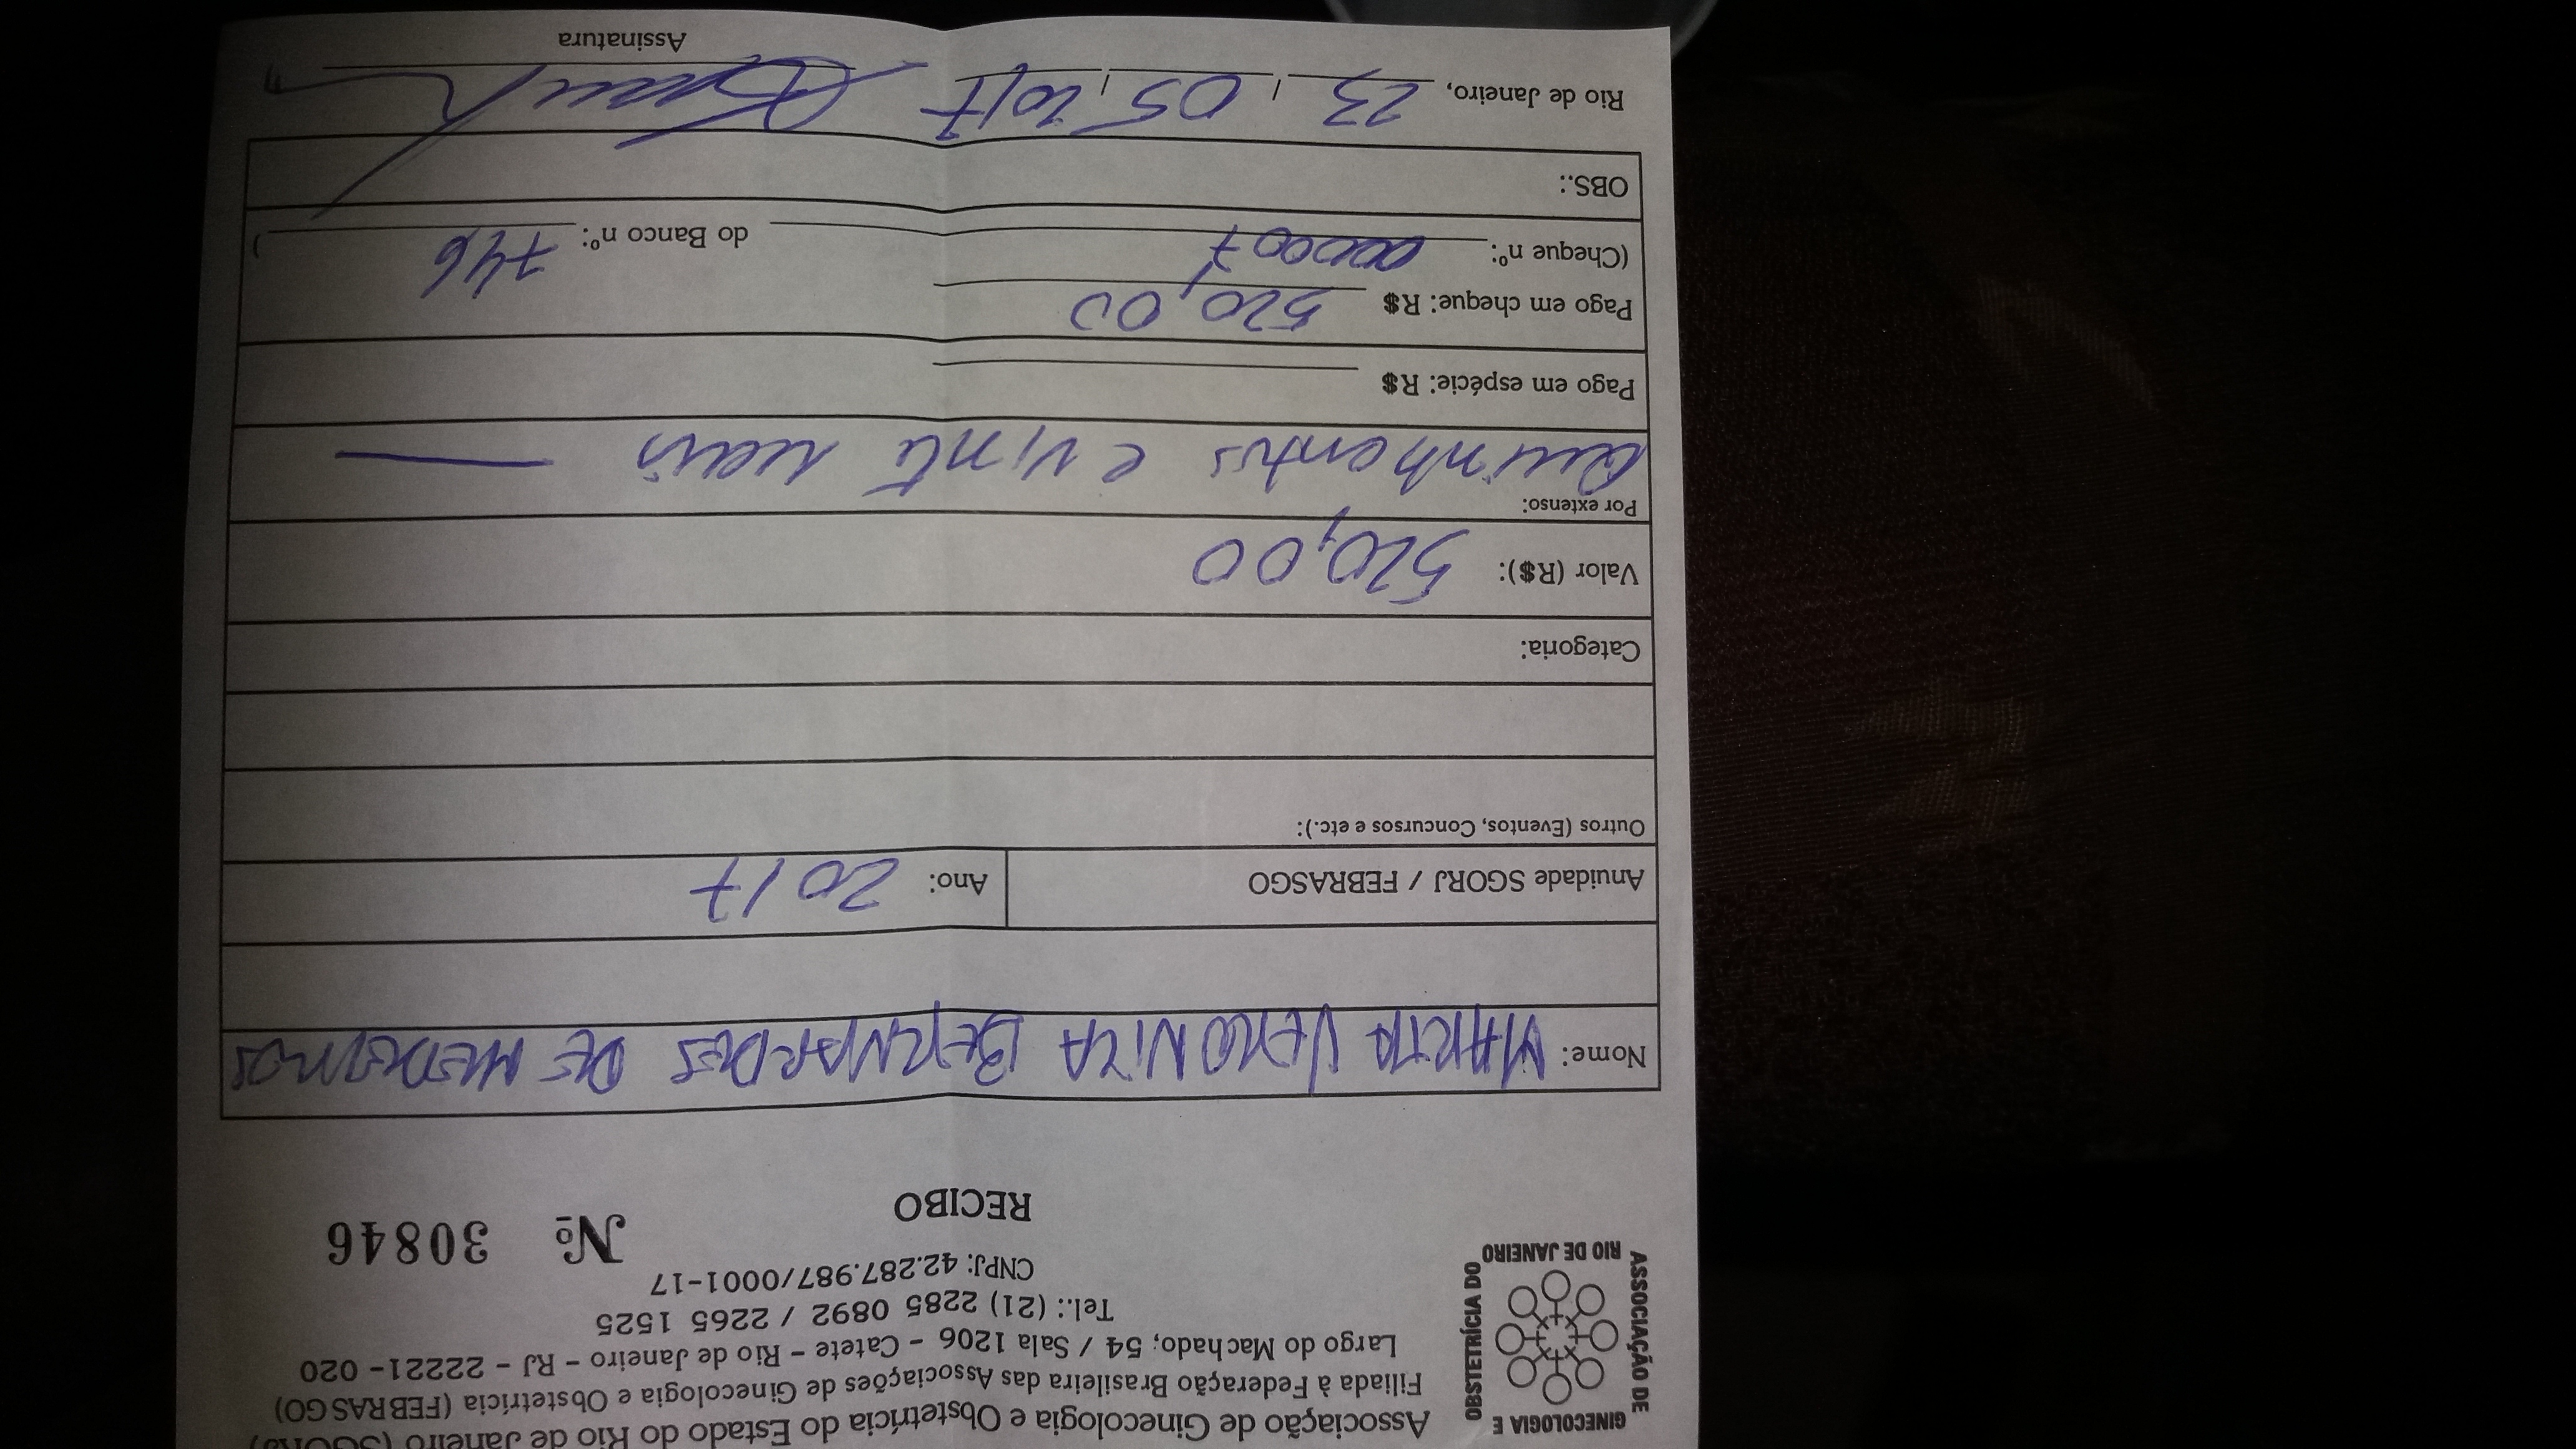 Associação de Ginecologia e Obstetrícia do Estado do Rio de Janeiro (SGORJ)
Filiada à Federação Brasileira das Associações de Ginecologia e Obstetrícia (FEBRASGO)
Largo do Machado, 54 / Sala 1206 - Catete - Rio de Janeiro - RJ - 22221- 020
Tel.: (21) 2285 0892 / 2265 1525
CNPJ: 42.287.987/0001-17
ASSOCIAÇÃO DE GINECOLOGIA E OBSTETRÍCIA DO RIO DE JANEIRO
RECIBO
Nº 30846
Nome: MARTA VERONICA BERNARDES DE MEDEIROS
Anuidade SGORJ / FEBRASGO Ano: 2017
Outros (Eventos, Concursos e etc.):
Categoria:
Valor (R$): 520,00
Por extenso:
Quinhentos e vinte reais
Pago em espécie: R$
Pago em cheque: R$ 520,00
(Cheque nº: 000007 do Banco nº: 746 )
OBS.:
Rio de Janeiro, 23 / 05 / 2017
Assinatura